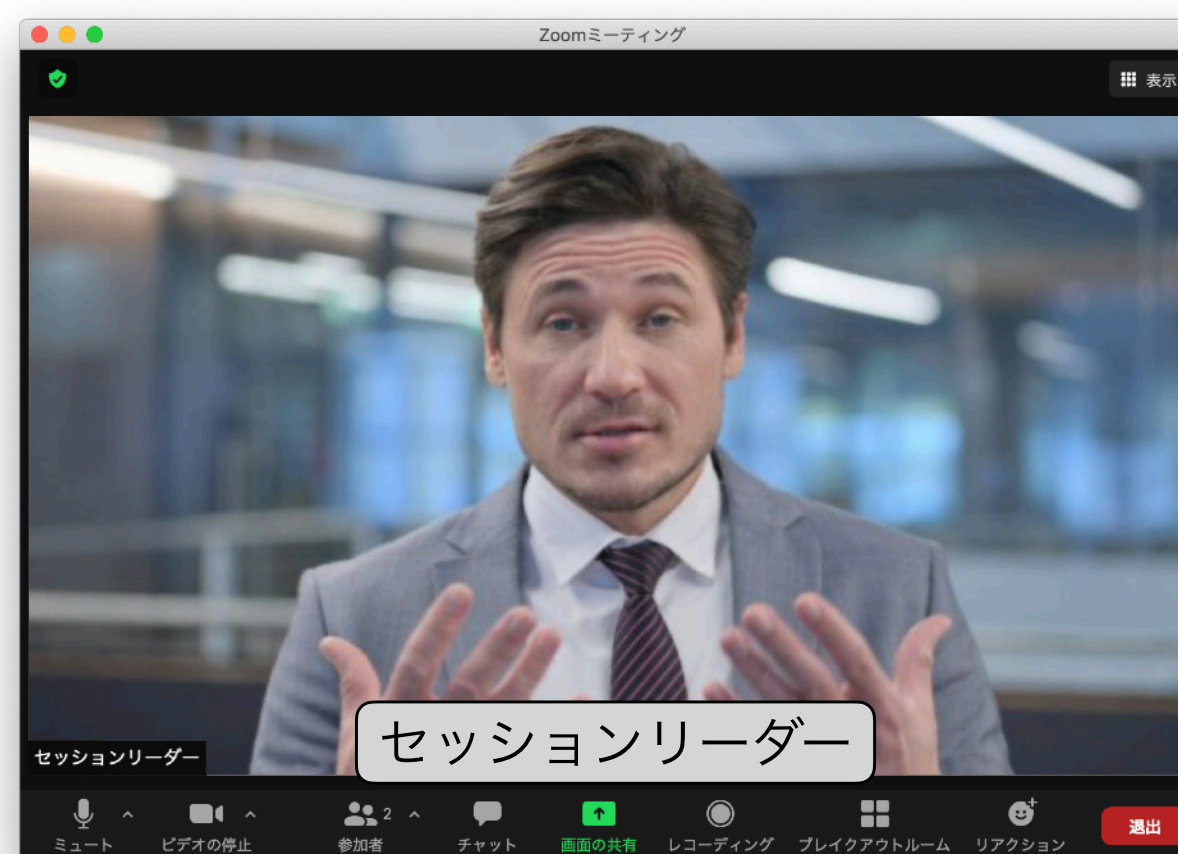 Zoomミーティング
表示
セッションリーダー
セッションリーダー
2
ミュート
ビデオの停止
参加者
チャット
画面の共有
レコーディング
ブレイクアウトルーム
リアクション
退出